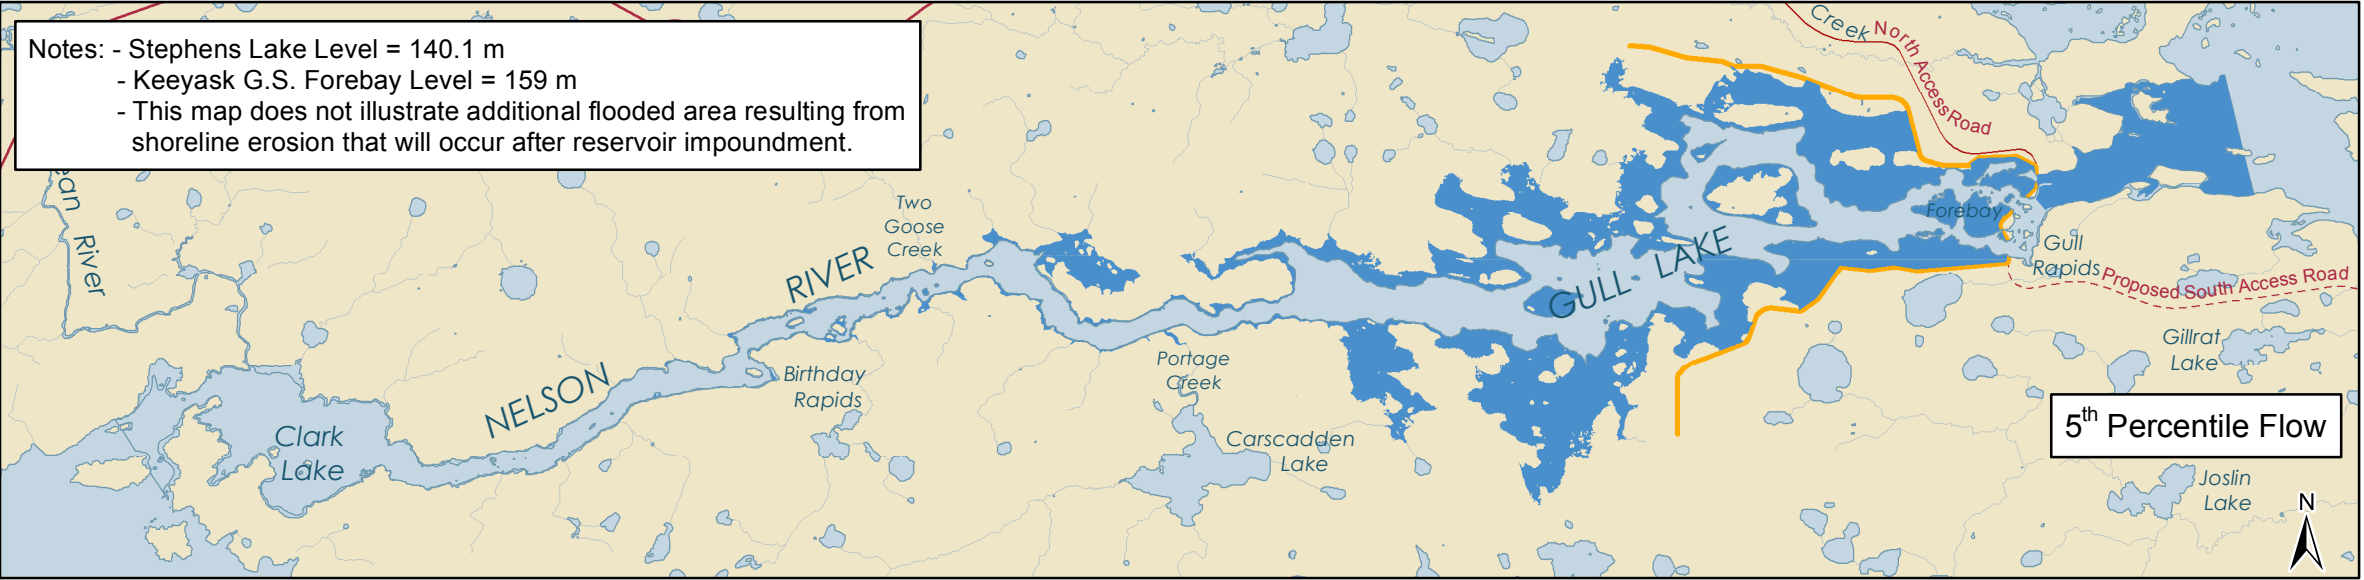 Notes: - Stephens Lake Level = 140.1 m
- Keeyask G.S. Forebay Level = 159 m
- This map does not illustrate additional flooded area resulting from
shoreline erosion that will occur after reservoir impoundment.
Creek
North Access Road
ean River
Two
Goose
Creek
NELSON RIVER
Birthday
Rapids
Clark
Lake
Portage
Creek
Carscadden
Lake
GULL LAKE
Forebay
Gull
Rapids
Proposed South Access Road
Gillrat
Lake
5th Percentile Flow
Joslin
Lake
N